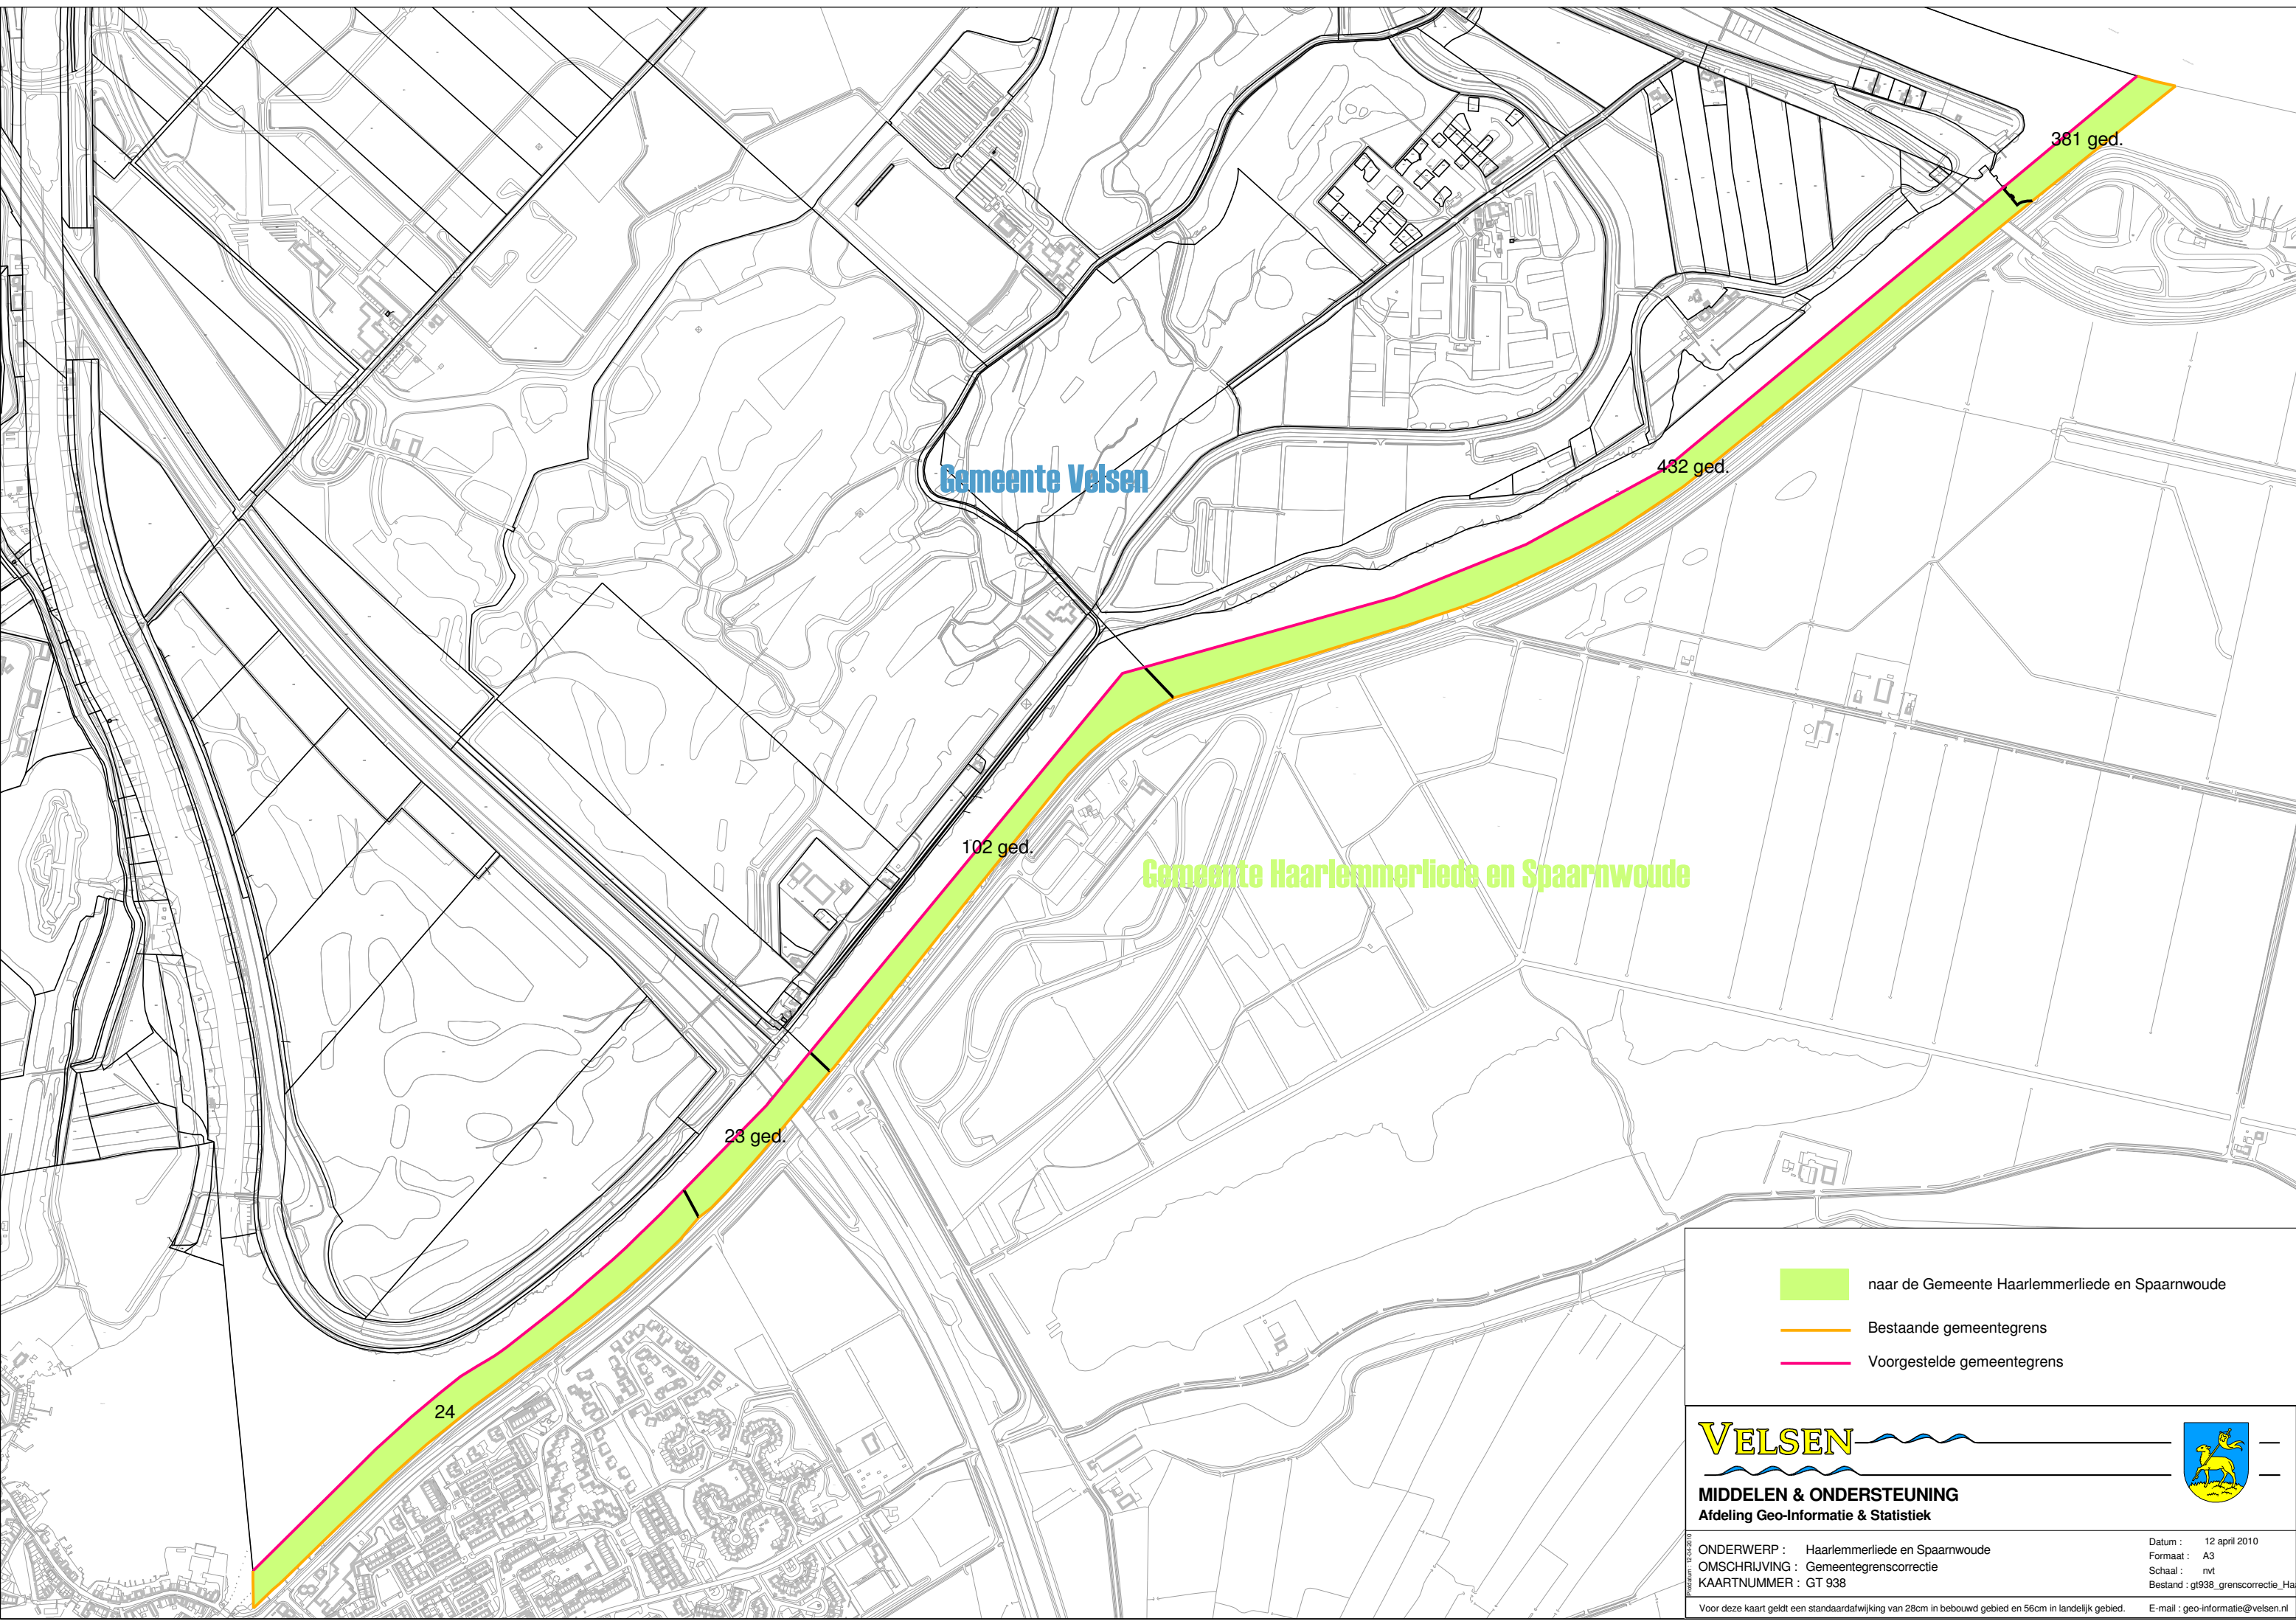 381 ged.
432 ged.
Gemeente Velsen
102 ged.
Gemeente Haarlemmerliede en Spaarnwoude
23 ged.
24
naar de Gemeente Haarlemmerliede en Spaarnwoude
Bestaande gemeentegrens
Voorgestelde gemeentegrens
VELSEN
MIDDELEN & ONDERSTEUNING
Afdeling Geo-Informatie & Statistiek
ONDERWERP : Haarlemmerliede en Spaarnwoude
OMSCHRIJVING : Gemeentegrenscorrectie
KAARTNUMMER : GT 938
Datum : 12 april 2010
Formaat : A3
Schaal : nvt
Bestand : gt938_grenscorrectie_Ha
Voor deze kaart geldt een standaardafwijking van 28cm in bebouwd gebied en 56cm in landelijk gebied. E-mail : geo-informatie@velsen.nl